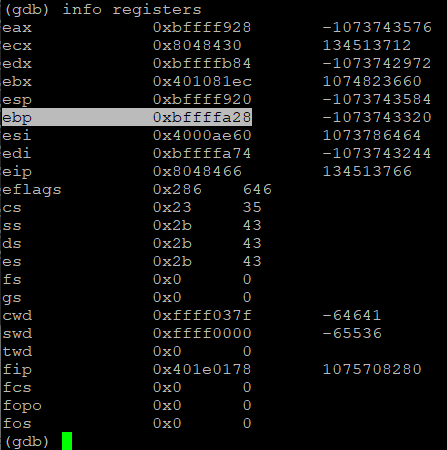 (gdb) info registers
eax 0xbffff928 -1073743576
ecx 0x8048430 134513712
edx 0xbffffb84 -1073742972
ebx 0x401081ec 1074823660
esp 0xbffff920 -1073743584
ebp 0xbffffa28 -1073743320
esi 0x4000ae60 1073786464
edi 0xbffffa74 -1073743244
eip 0x8048466 134513766
eflags 0x286 646
cs 0x23 35
ss 0x2b 43
ds 0x2b 43
es 0x2b 43
fs 0x0 0
gs 0x0 0
cwd 0xffff037f -64641
swd 0xffff0000 -65536
twd 0x0 0
fip 0x401e0178 1075708280
fcs 0x0 0
fopo 0x0 0
fos 0x0 0
(gdb)